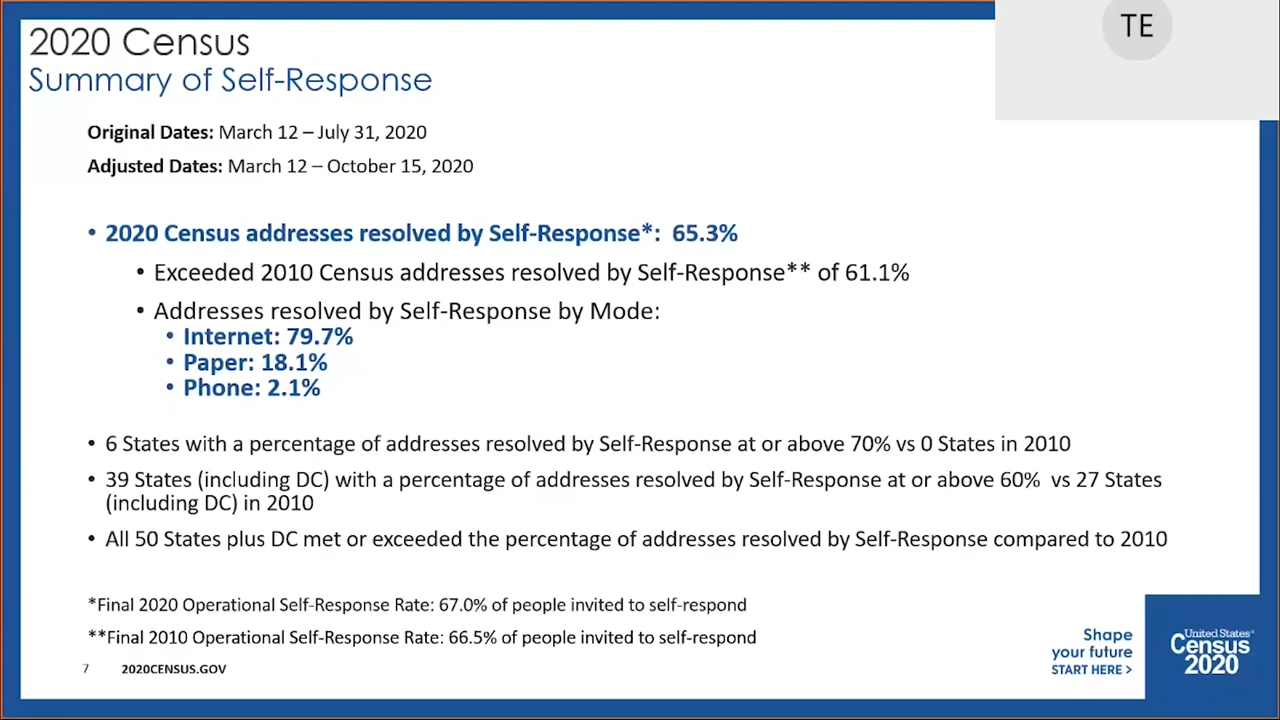 TE
2020 Census
Summary of Self-Response
Original Dates: March 12 – July 31, 2020
Adjusted Dates: March 12 – October 15, 2020
• 2020 Census addresses resolved by Self-Response*:  65.3%
• Exceeded 2010 Census addresses resolved by Self-Response** of 61.1%
• Addresses resolved by Self-Response by Mode:
• Internet: 79.7%
• Paper: 18.1%
• Phone: 2.1%
• 6 States with a percentage of addresses resolved by Self-Response at or above 70% vs 0 States in 2010
• 39 States (including DC) with a percentage of addresses resolved by Self-Response at or above 60%  vs 27 States
(including DC) in 2010
• All 50 States plus DC met or exceeded the percentage of addresses resolved by Self-Response compared to 2010
*Final 2020 Operational Self-Response Rate: 67.0% of people invited to self-respond
**Final 2010 Operational Self-Response Rate: 66.5% of people invited to self-respond
7 2020CENSUS.GOV
Shape
your future
START HERE >
United States®
Census
2020